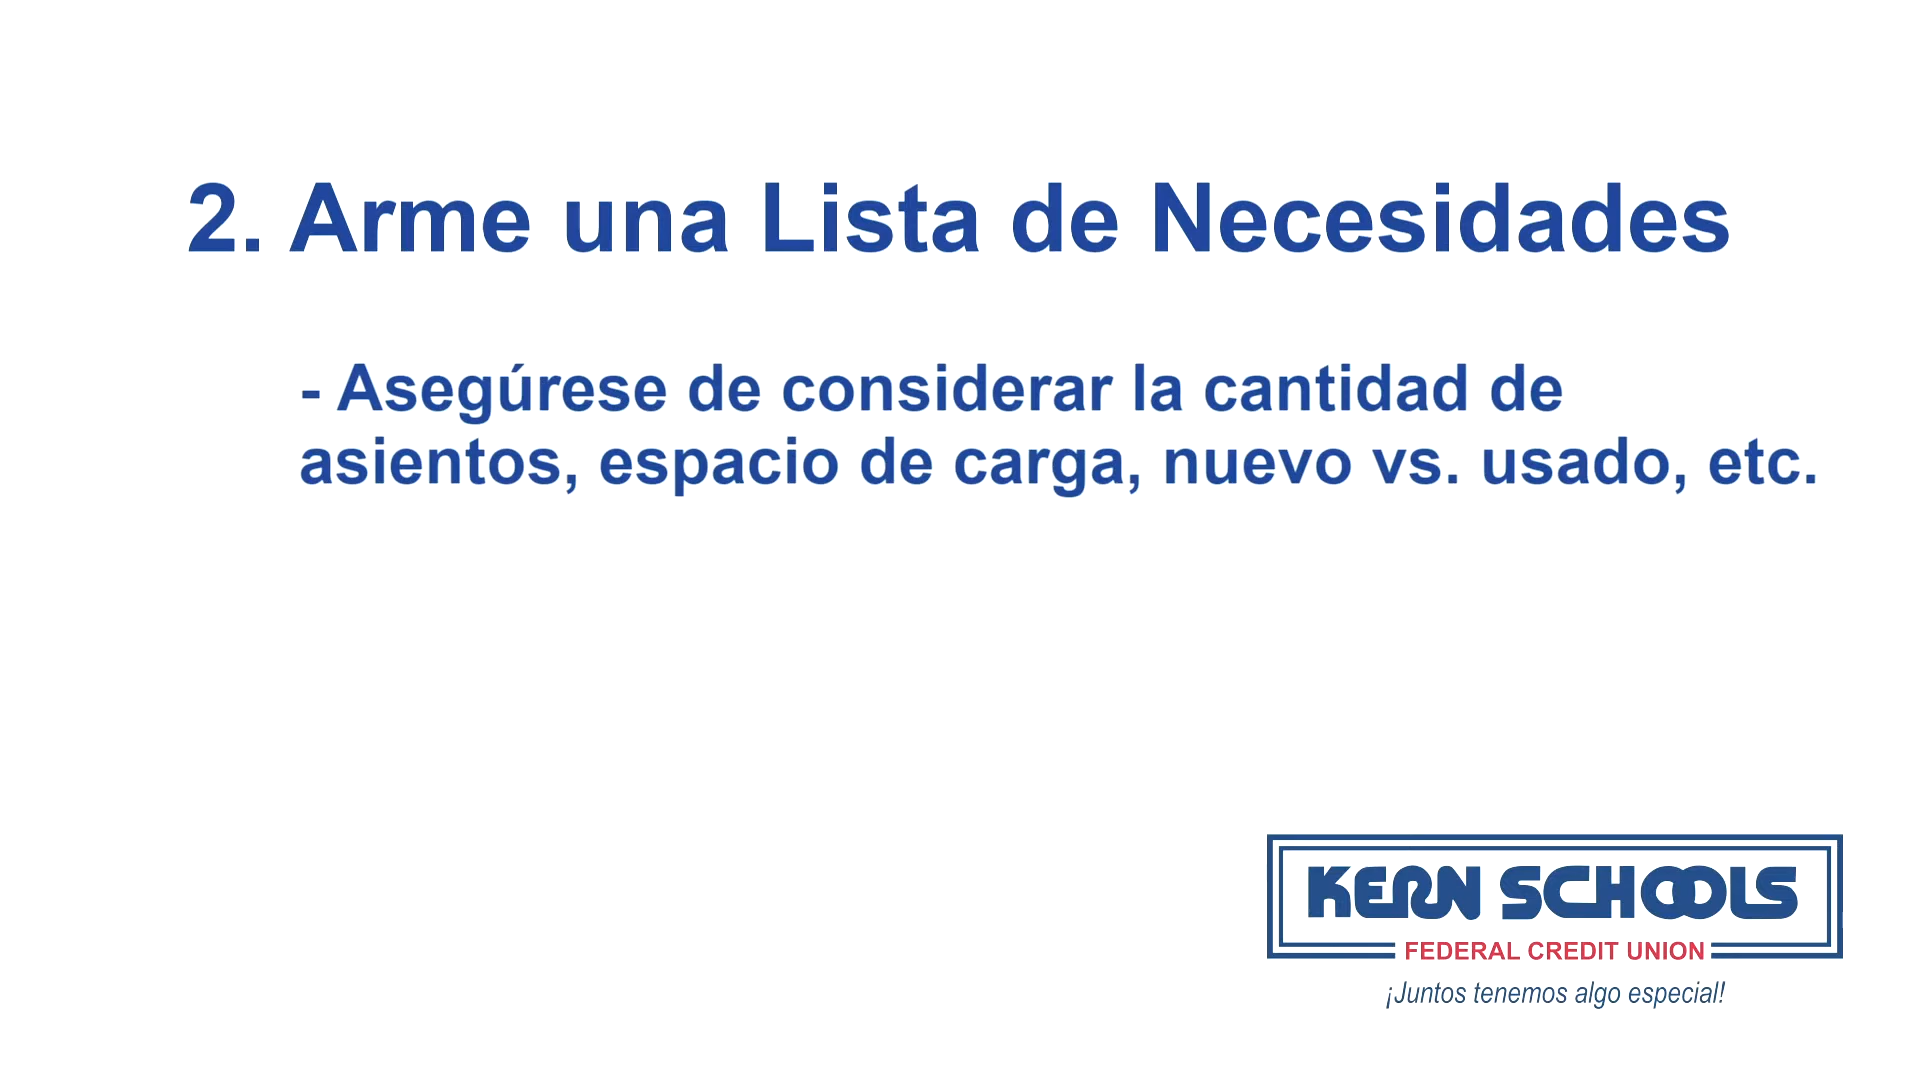 2. Arme una Lista de Necesidades
- Asegúrese de considerar la cantidad de
asientos, espacio de carga, nuevo vs. usado, etc.
KERN SCHOOLS
FEDERAL CREDIT UNION
¡Juntos tenemos algo especial!